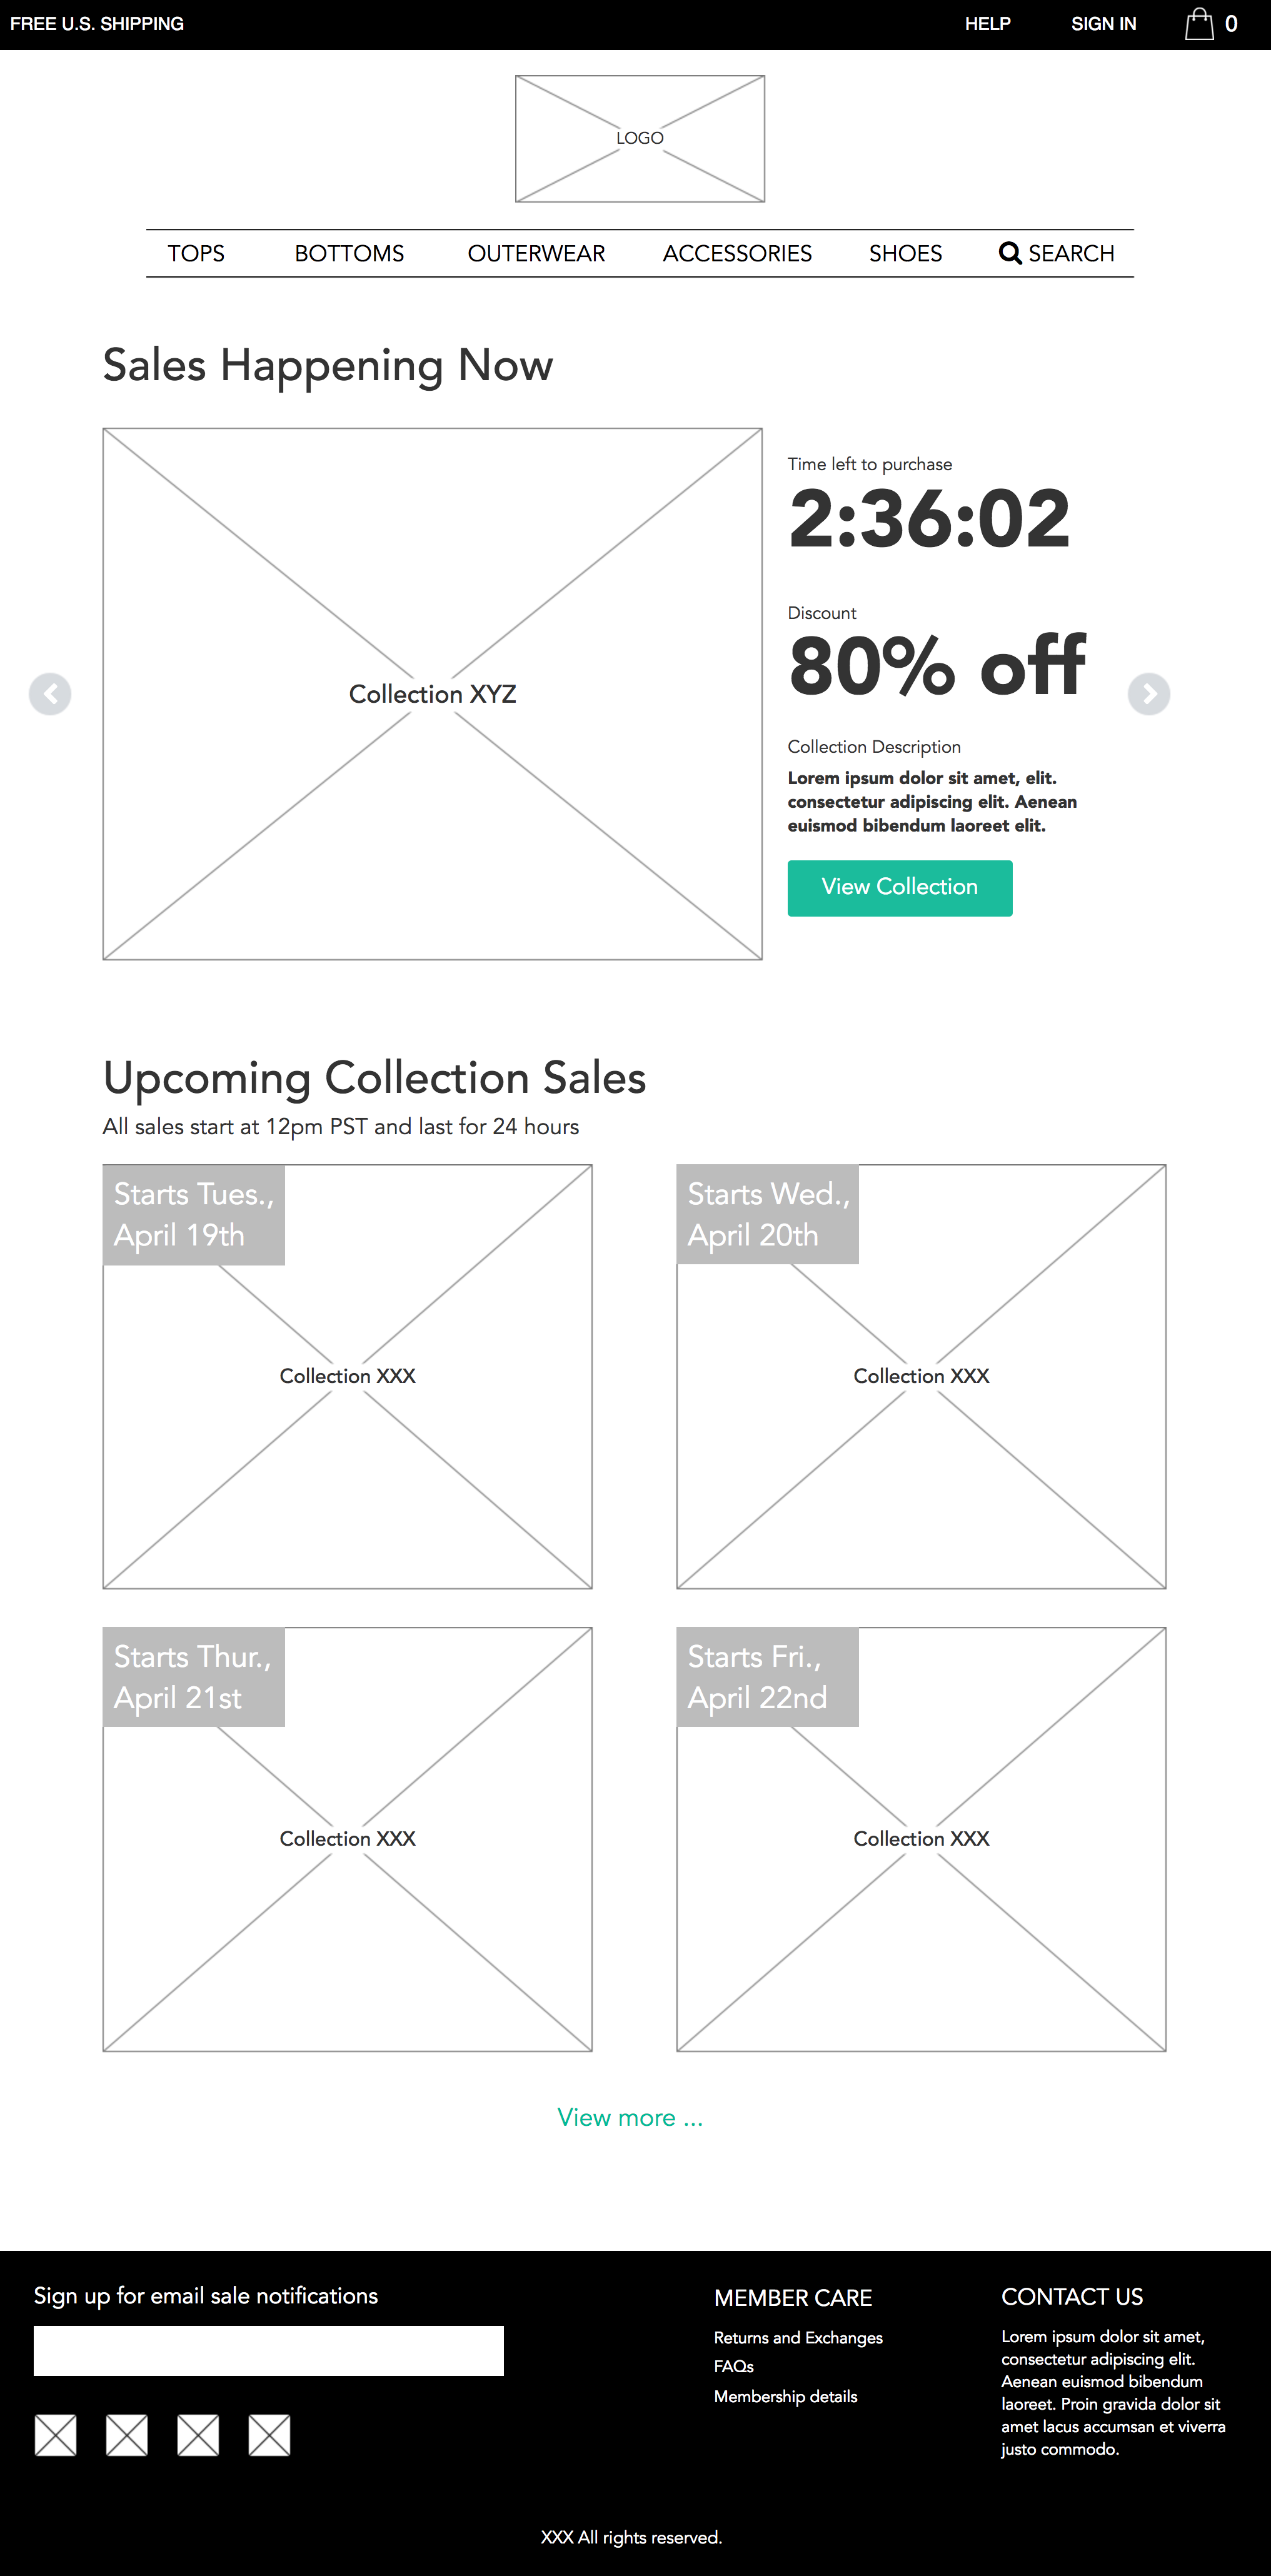 FREE U.S. SHIPPING
HELP
SIGN IN
0
LOGO
TOPS
BOTTOMS
OUTERWEAR
ACCESSORIES
SHOES
SEARCH
Sales Happening Now
Collection XYZ
Time left to purchase
2:36:02
Discount
80% off
Collection Description
Lorem ipsum dolor sit amet, elit.
consectetur adipiscing elit. Aenean
euismod bibendum laoreet elit.
View Collection
Upcoming Collection Sales
All sales start at 12pm PST and last for 24 hours
Starts Tues.,
April 19th
Collection XXX
Starts Wed.,
April 20th
Collection XXX
Starts Thur.,
April 21st
Collection XXX
Starts Fri.,
April 22nd
Collection XXX
View more ...
Sign up for email sale notifications
MEMBER CARE
Returns and Exchanges
FAQs
Membership details
CONTACT US
Lorem ipsum dolor sit amet,
consectetur adipiscing elit.
Aenean euismod bibendum
laoreet. Proin gravida dolor sit
amet lacus accumsan et viverra
justo commodo.
XXX All rights reserved.